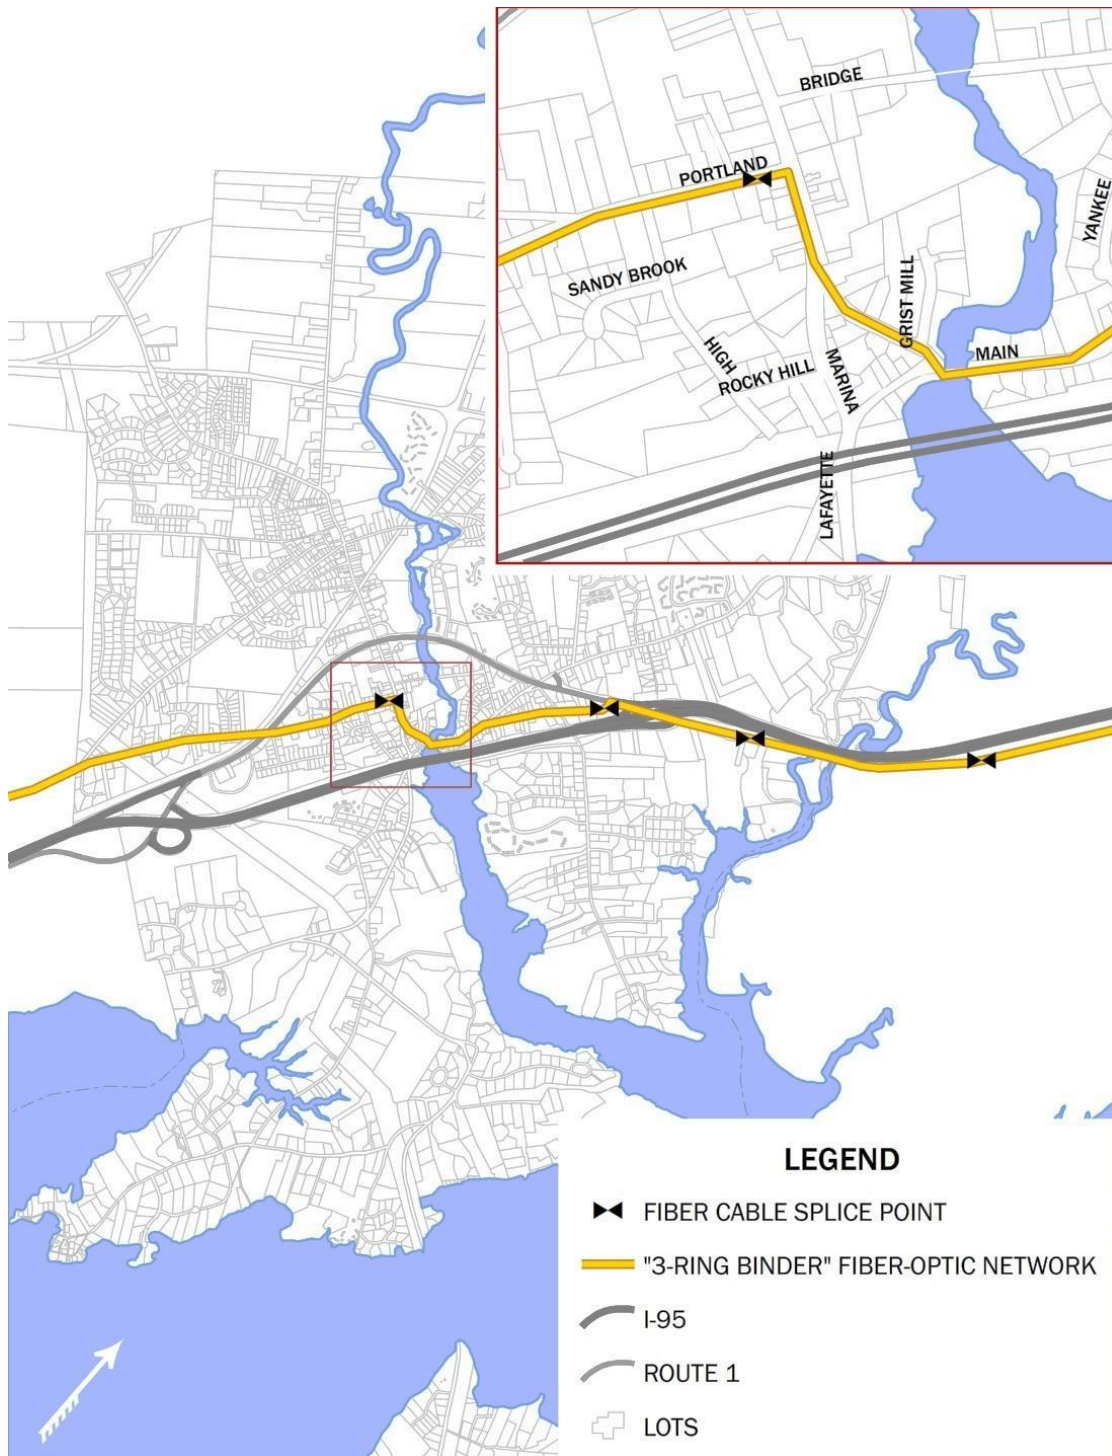 BRIDGE
PORTLAND
YANKEE
SANDY BROOK
GRIST MILL
HIGH
ROCKY HILL
MARINA
MAIN
LAFAYETTE
LEGEND
FIBER CABLE SPLICE POINT
"3-RING BINDER" FIBER-OPTIC NETWORK
I-95
ROUTE 1
LOTS